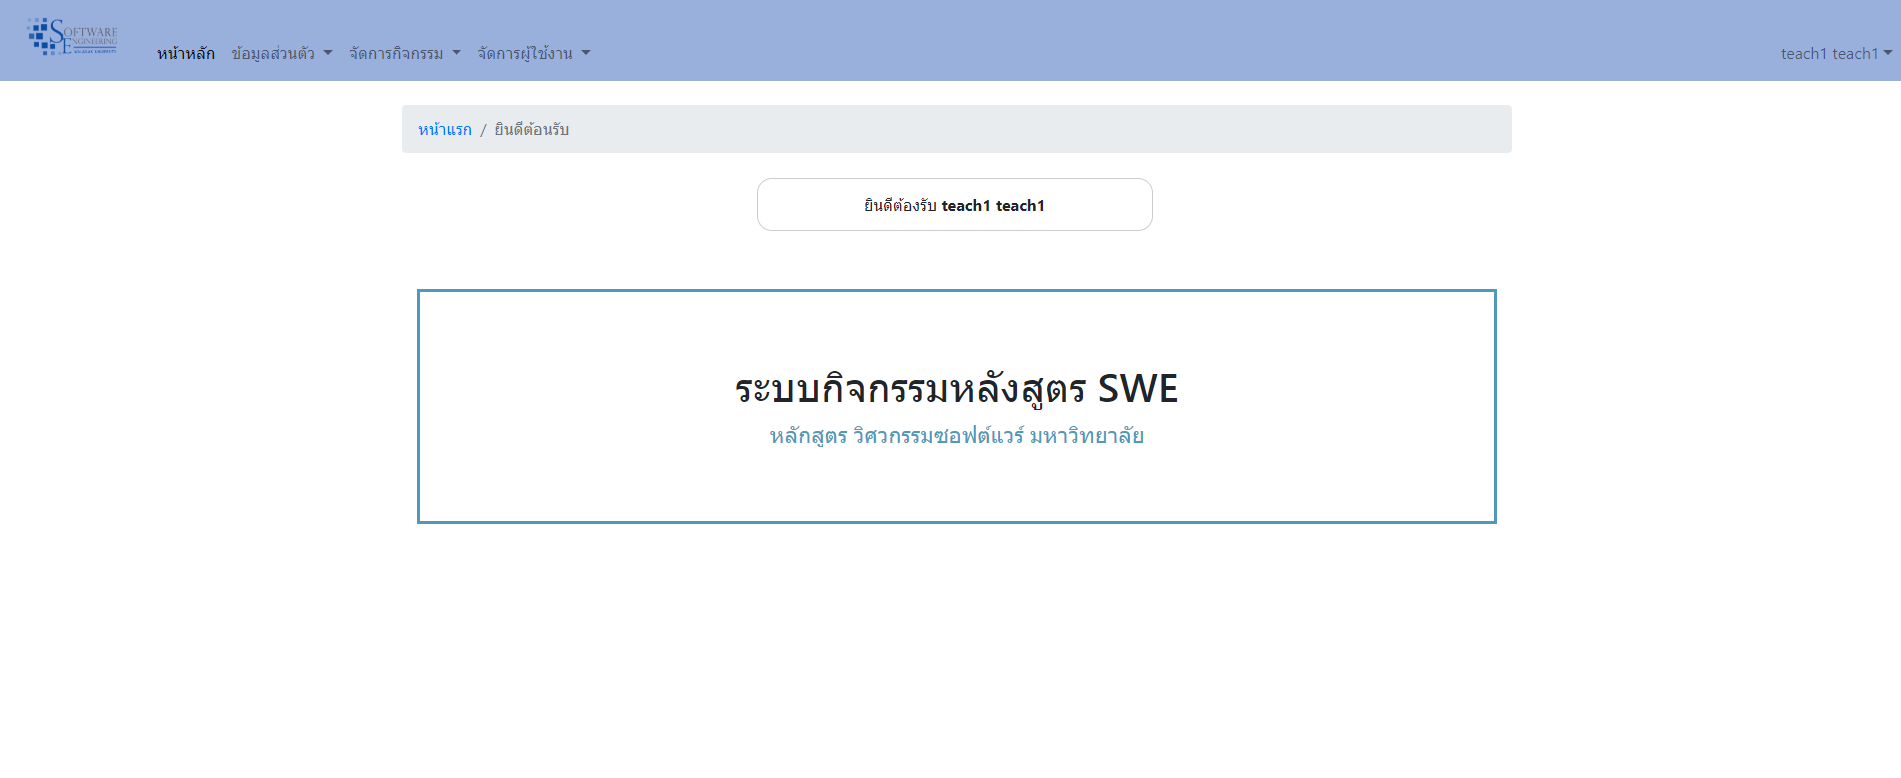 SOFTWARE
ENGINEERING
หน้าหลัก ข้อมูลส่วนตัว จัดการกิจกรรม จัดการผู้ใช้งาน teach1 teach1
หน้าแรก / ยินดีต้อนรับ
ยินดีต้องรับ teach1 teach1
ระบบกิจกรรมหลังสูตร SWE
หลักสูตร วิศวกรรมซอฟต์แวร์ มหาวิทยาลัย